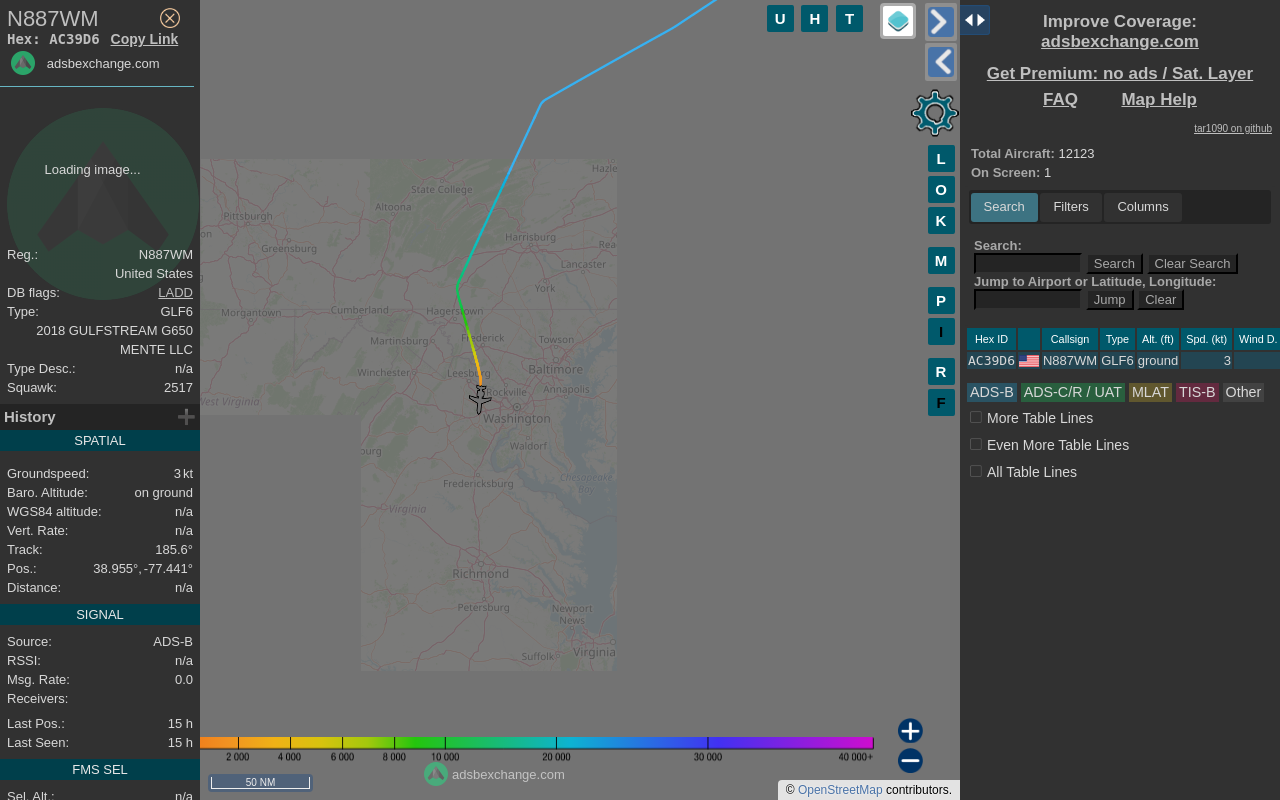 N887WM
Hex: AC39D6 Copy Link
adsbexchange.com
Loading image...
Reg.: N887WM
United States
DB flags: LADD
Type: GLF6
2018 GULFSTREAM G650
MENTE LLC
Type Desc.: n/a
Squawk: 2517
History
SPATIAL
Groundspeed: 3 kt
Baro. Altitude: on ground
WGS84 altitude: n/a
Vert. Rate: n/a
Track: 185.6°
Pos.: 38.955°, -77.441°
Distance: n/a
SIGNAL
Source: ADS-B
RSSI: n/a
Msg. Rate: 0.0
Receivers:
Last Pos.: 15 h
Last Seen: 15 h
FMS SEL
Sel. Alt.: n/a
U H T
L
O
K
M
P
I
R
F
Hazle
State College
Altoona
Pittsburgh
on
Harrisburg
Rea
Greensburg
Lancaster
York
Morgantown
Cumberland
Hagerstown
Martinsburg
Frederick
Towson
Baltimore
Winchester
Leesburg
Rockville
Annapolis
West Virginia
Washington
burg
Waldorf
Fredericksburg
Chesapeake
Bay
Virginia
Richmond
Petersburg
Newport
News
Suffolk
Virginia
2 000 4 000 6 000 8 000 10 000 20 000 30 000 40 000+
50 NM
adsbexchange.com
© OpenStreetMap contributors.
Improve Coverage:
adsbexchange.com
Get Premium: no ads / Sat. Layer
FAQ Map Help
tar1090 on github
Total Aircraft: 12123
On Screen: 1
Search Filters Columns
Search:
Search Clear Search
Jump to Airport or Latitude, Longitude:
Jump Clear
Hex ID Callsign Type Alt. (ft) Spd. (kt) Wind D.
AC39D6 N887WM GLF6 ground 3
ADS-B ADS-C/R / UAT MLAT TIS-B Other
More Table Lines
Even More Table Lines
All Table Lines